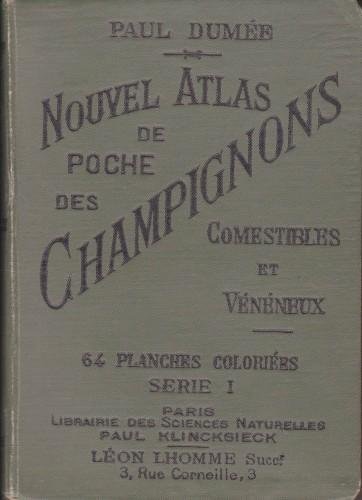 PAUL DUMÉE
NOUVEL ATLAS
DE
POCHE
DES
CHAMPIGNONS
COMESTIBLES
ET
VÉNÉNEUX
64 PLANCHES COLORIÉES
SERIE I
PARIS
LIBRAIRIE DES SCIENCES NATURELLES
PAUL KLINCKSIECK
LÉON LHOMME Succr
3, Rue Corneille, 3